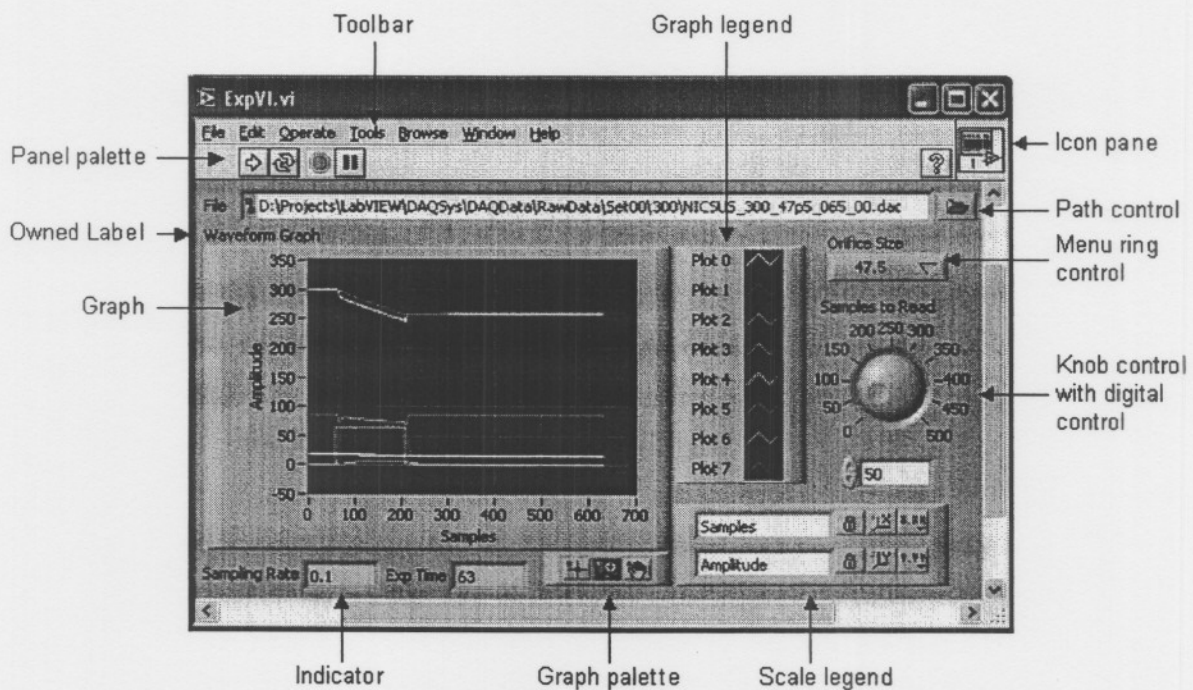 Toolbar
Graph legend
ExpVI.vi
File Edit Operate Tools Browse Window Help
Panel palette
Icon pane
File D:\Projects\LabVIEW\DAQSys\DAQData\RawData\Set00\300\NICSUS_300_47p5_065_00.dac
Path control
Owned Label
Waveform Graph
Graph
Menu ring control
Orifice Size
47.5
Plot 0
Plot 1
Plot 2
Plot 3
Plot 4
Plot 5
Plot 6
Plot 7
350
300
250
200
150
100
50
0
-50
Amplitude
0 100 200 300 400 500 600 700
Samples
Samples to Read
0 50 100 150 200 250 300 350 400 450 500
Knob control
with digital
control
50
Samples
Amplitude
Sampling Rate 0.1 Exp Time 63
Indicator
Graph palette
Scale legend